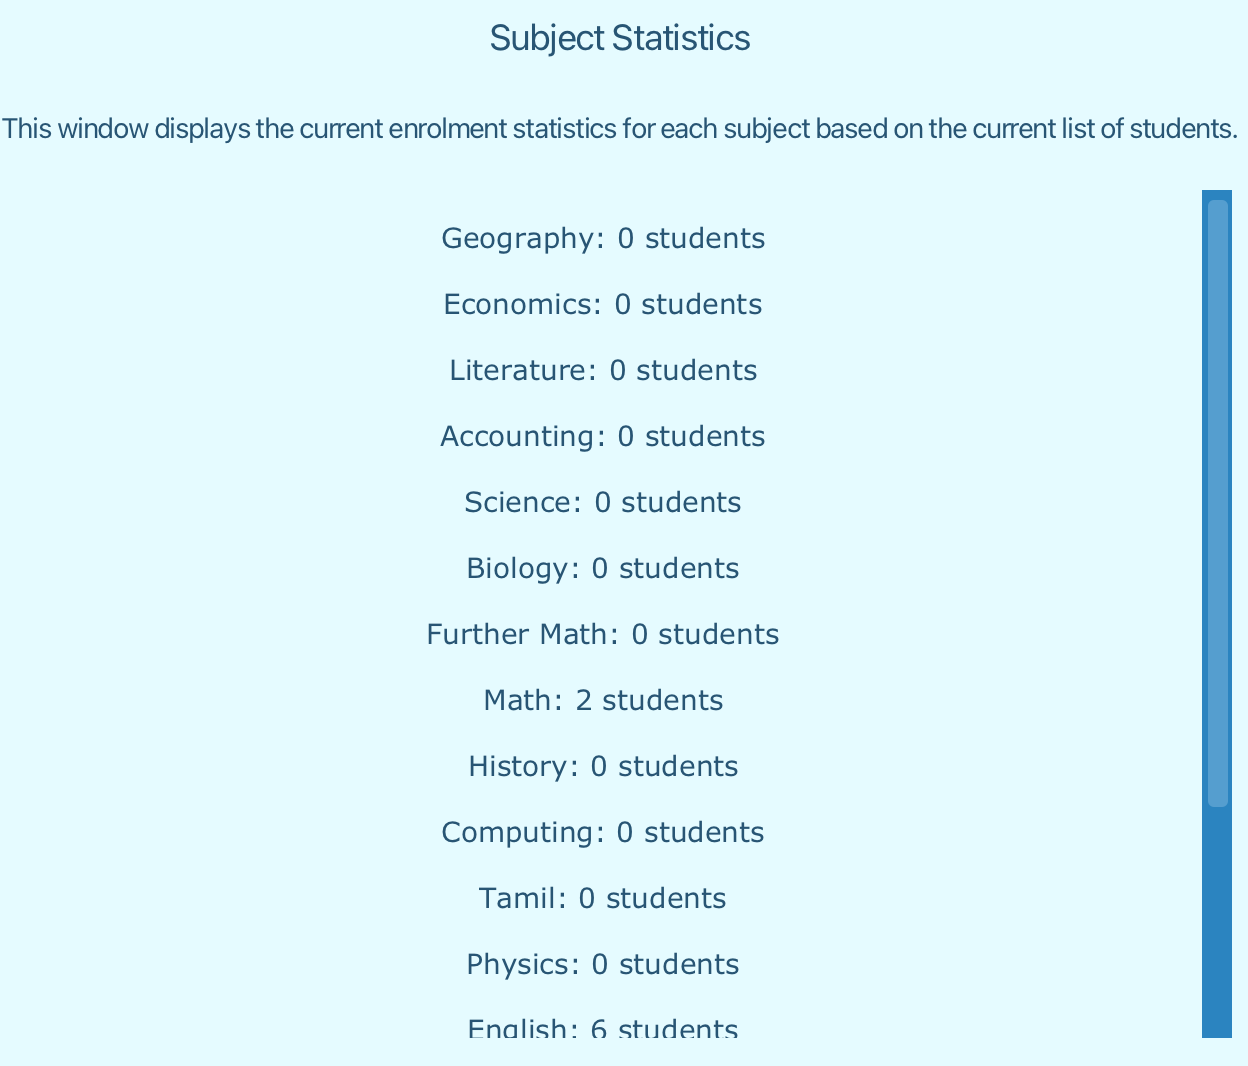 Subject Statistics
This window displays the current enrolment statistics for each subject based on the current list of students.
Geography: 0 students
Economics: 0 students
Literature: 0 students
Accounting: 0 students
Science: 0 students
Biology: 0 students
Further Math: 0 students
Math: 2 students
History: 0 students
Computing: 0 students
Tamil: 0 students
Physics: 0 students
English: 6 students